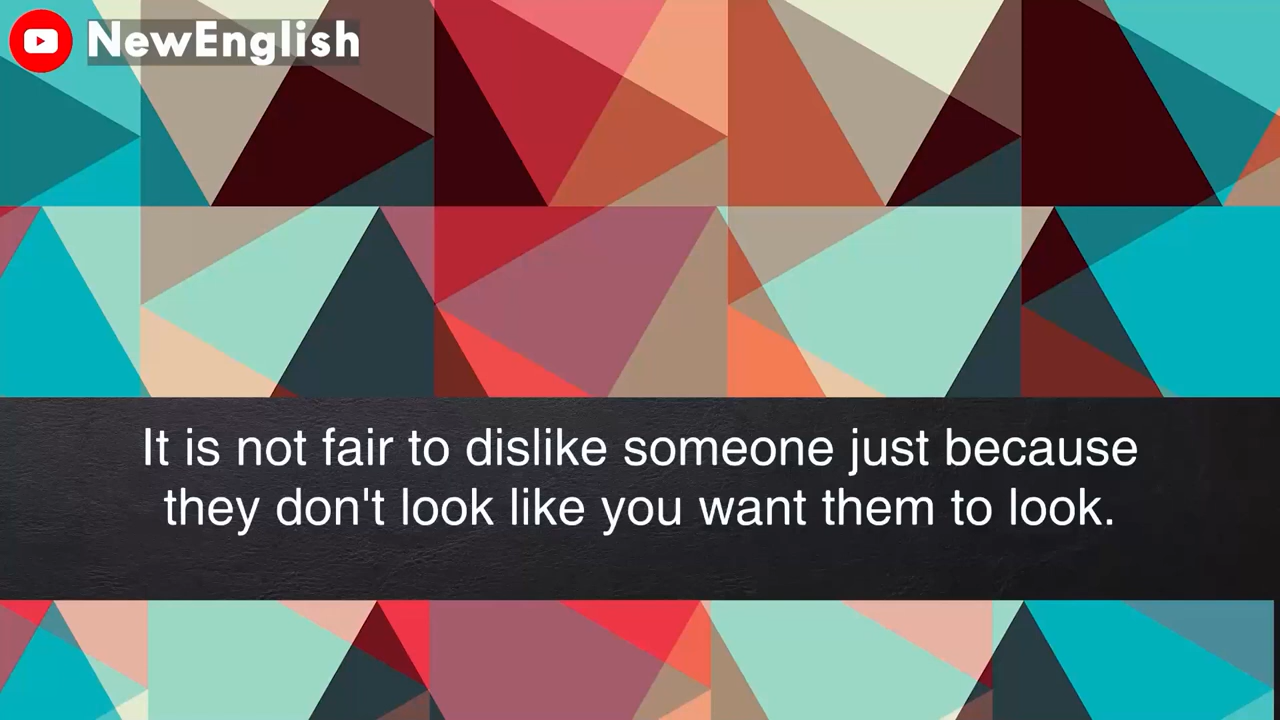 NewEnglish
It is not fair to dislike someone just because
they don't look like you want them to look.